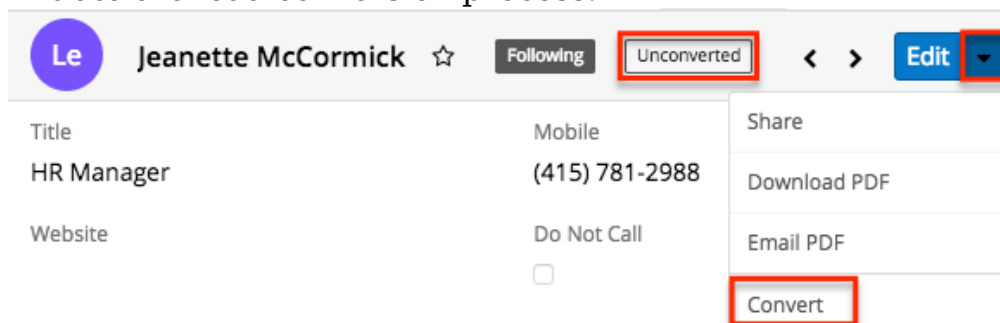 Le Jeanette McCormick Following Unconverted Edit
Title Mobile Share
HR Manager (415) 781-2988 Download PDF
Website Do Not Call Email PDF
Convert